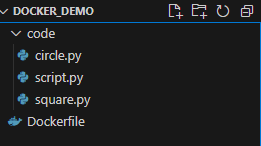 DOCKER_DEMO
code
circle.py
script.py
square.py
Dockerfile